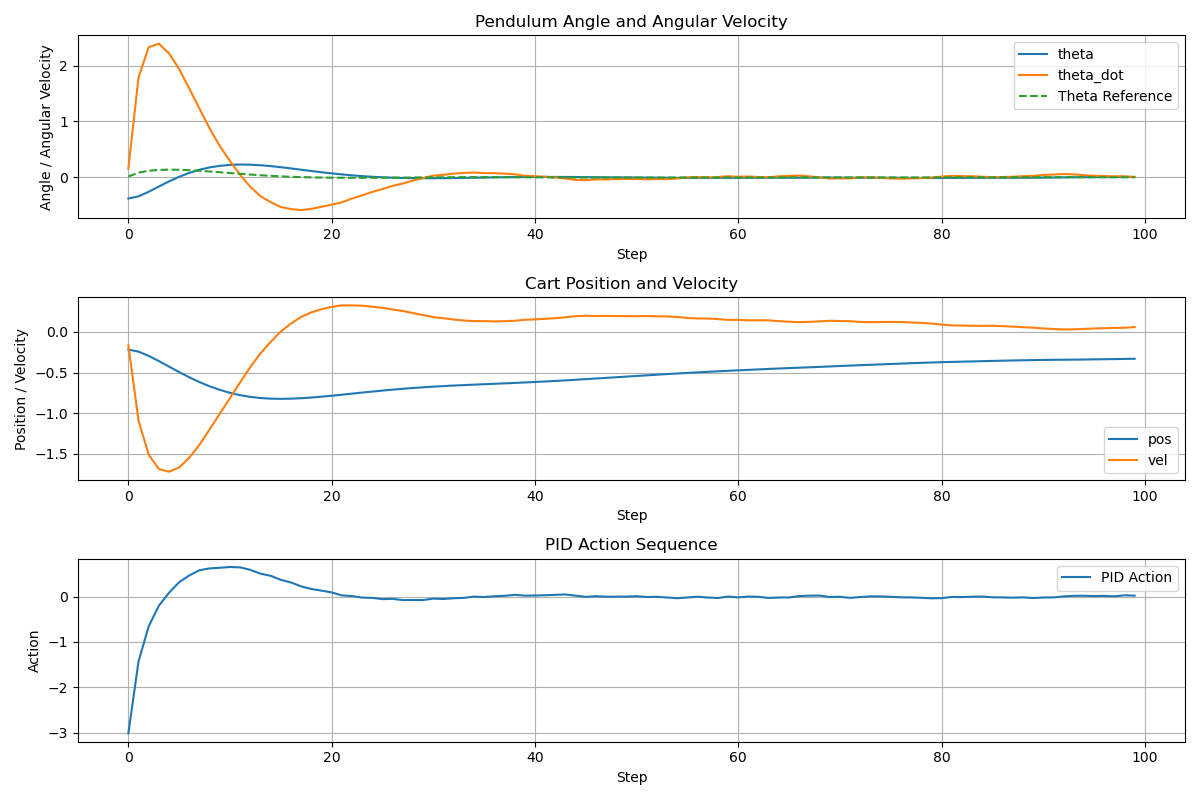 Pendulum Angle and Angular Velocity
Angle / Angular Velocity
2
1
0
theta
theta_dot
Theta Reference
0 20 40 60 80 100
Step
Cart Position and Velocity
Position / Velocity
0.0
−0.5
−1.0
−1.5
pos
vel
0 20 40 60 80 100
Step
PID Action Sequence
Action
0
−1
−2
−3
PID Action
0 20 40 60 80 100
Step